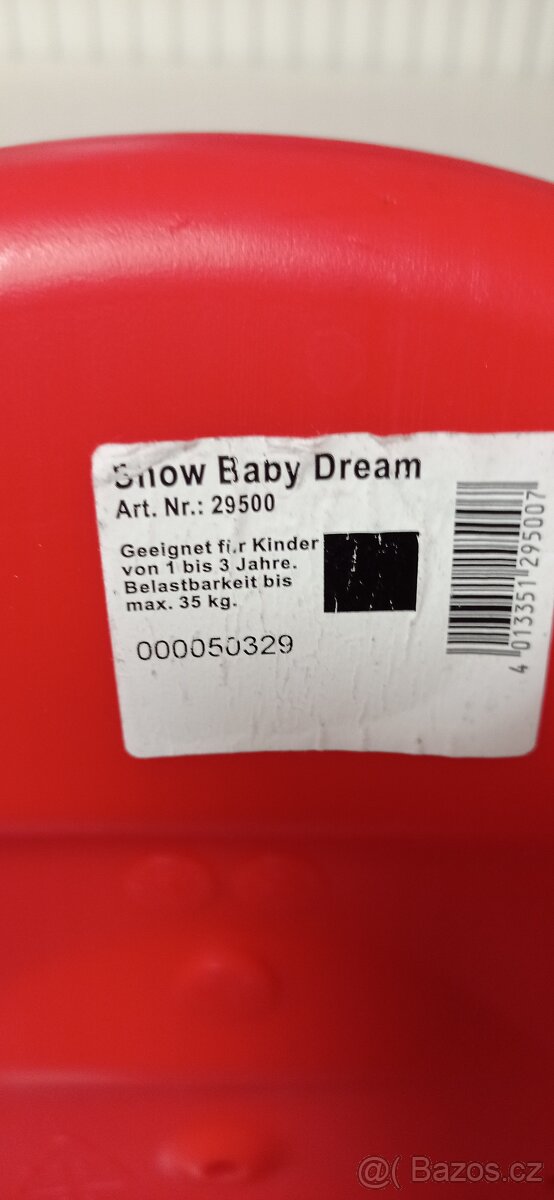 Snow Baby Dream
Art. Nr.: 29500
Geeignet für Kinder
von 1 bis 3 Jahre.
Belastbarkeit bis
max. 35 kg.
000050329
4 013351 295007
@( Bazoš.cz